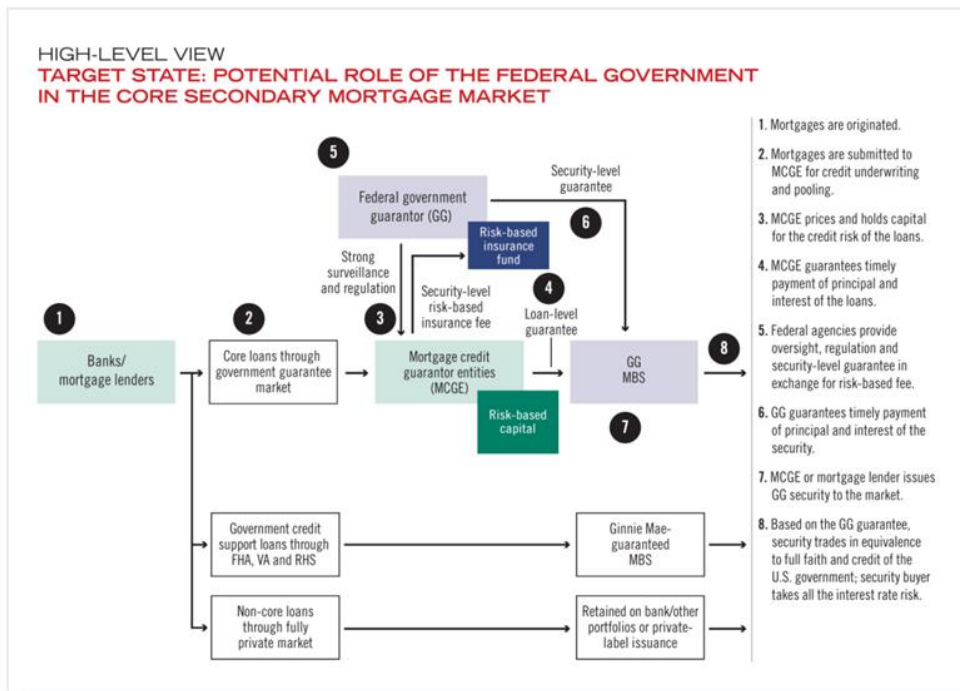 HIGH-LEVEL VIEW
TARGET STATE: POTENTIAL ROLE OF THE FEDERAL GOVERNMENT
IN THE CORE SECONDARY MORTGAGE MARKET
5
Federal government
guarantor (GG)
Risk-based
insurance
fund
Security-level
guarantee
6
Strong
surveillance
and regulation
Security-level
risk-based
insurance fee
4
Loan-level
guarantee
1
Banks/
mortgage lenders
2
Core loans through
government guarantee
market
3
Mortgage credit
guarantor entities
(MCGE)
Risk-based
capital
GG
MBS
7
8
Government credit
support loans through
FHA, VA and RHS
Ginnie Mae-
guaranteed
MBS
Non-core loans
through fully
private market
Retained on bank/other
portfolios or private-
label issuance
1. Mortgages are originated.
2. Mortgages are submitted to
MCGE for credit underwriting
and pooling.
3. MCGE prices and holds capital
for the credit risk of the loans.
4. MCGE guarantees timely
payment of principal and
interest of the loans.
5. Federal agencies provide
oversight, regulation and
security-level guarantee in
exchange for risk-based fee.
6. GG guarantees timely payment
of principal and interest of the
security.
7. MCGE or mortgage lender issues
GG security to the market.
8. Based on the GG guarantee,
security trades in equivalence
to full faith and credit of the
U.S. government; security buyer
takes all the interest rate risk.